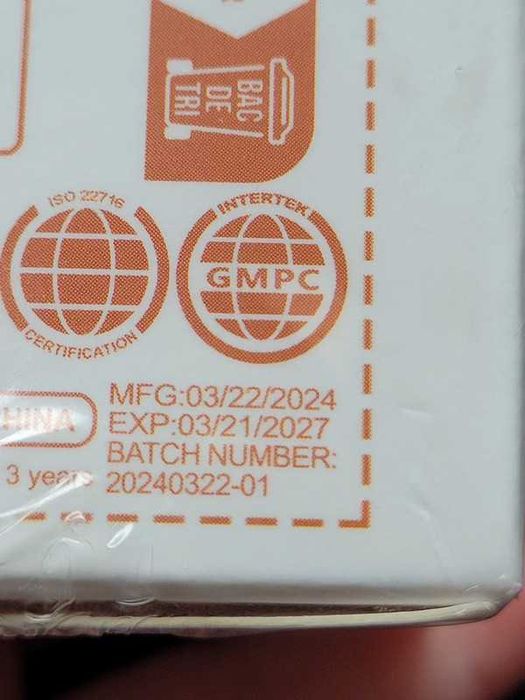 BAC
DE
TRI
ISO 22716
CERTIFICATION
INTERTEK
GMPC
HINA
MFG:03/22/2024
EXP:03/21/2027
BATCH NUMBER:
3 years 20240322-01